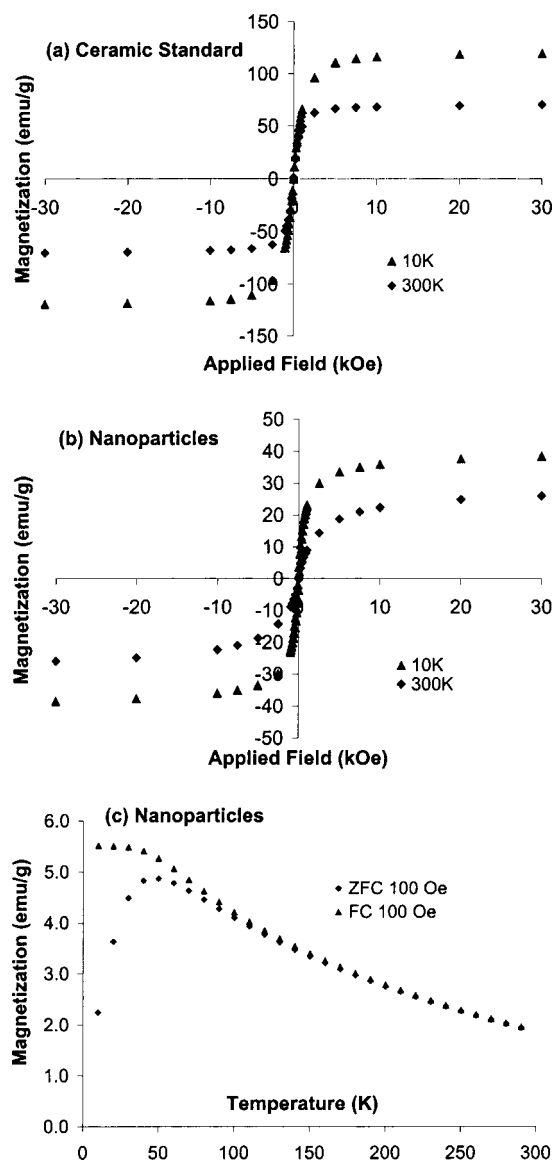 (a) Ceramic Standard
Magnetization (emu/g)
150
100
50
0
-50
-100
-150
-30 -20 -10 0 10 20 30
10K
300K
Applied Field (kOe)
(b) Nanoparticles
Magnetization (emu/g)
50
40
30
20
10
0
-10
-20
-30
-40
-50
-30 -20 -10 0 10 20 30
10K
300K
Applied Field (kOe)
(c) Nanoparticles
Magnetization (emu/g)
6.0
5.0
4.0
3.0
2.0
1.0
0.0
ZFC 100 Oe
FC 100 Oe
Temperature (K)
0 50 100 150 200 250 300